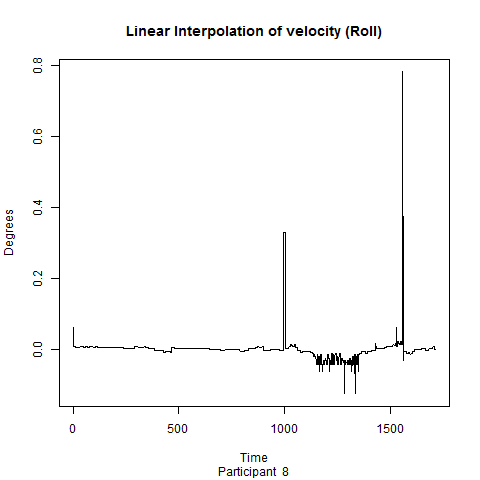 Linear Interpolation of velocity (Roll)
0.8
0.6
0.4
0.2
0.0
Degrees
0 500 1000 1500
Time
Participant 8